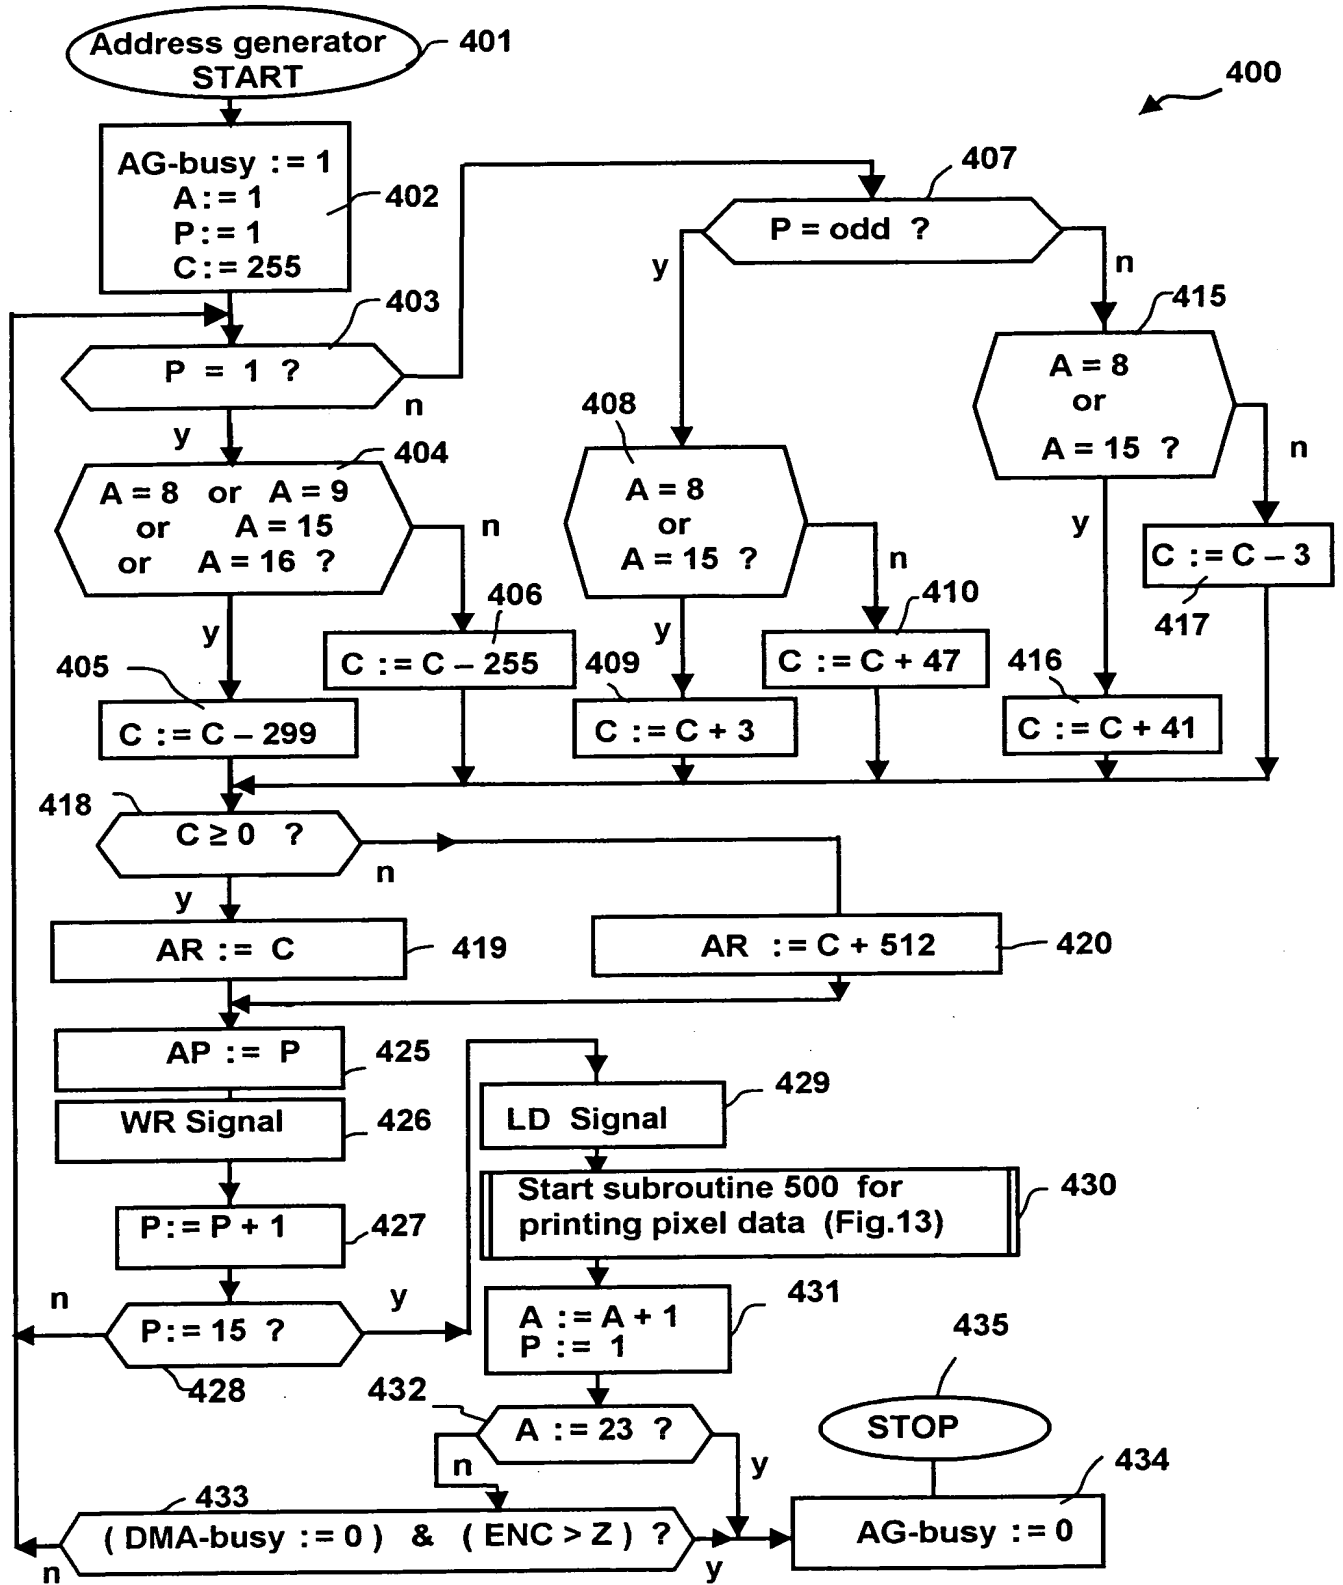 Address generator
START
401
400
AG-busy := 1
A := 1
P := 1
C := 255
402
403
P = 1 ?
n
y
407
P = odd ?
y
n
404
A = 8 or A = 9
or A = 15
or A = 16 ?
n
y
408
A = 8
or
A = 15 ?
n
y
415
A = 8
or
A = 15 ?
n
y
C := C – 3
417
406
C := C – 255
410
C := C + 47
405
C := C – 299
409
C := C + 3
416
C := C + 41
418
C ≥ 0 ?
n
y
AR := C
419
AR := C + 512
420
AP := P
425
WR Signal
426
P := P + 1
427
n
P := 15 ?
y
428
LD Signal
429
Start subroutine 500 for
printing pixel data (Fig.13)
430
A := A + 1
P := 1
431
432
A := 23 ?
n
y
435
STOP
434
AG-busy := 0
433
( DMA-busy := 0 ) & ( ENC > Z ) ?
n
y